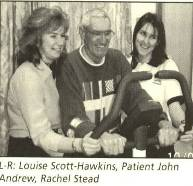 L-R: Louise Scott-Hawkins, Patient John
Andrew, Rachel Stead